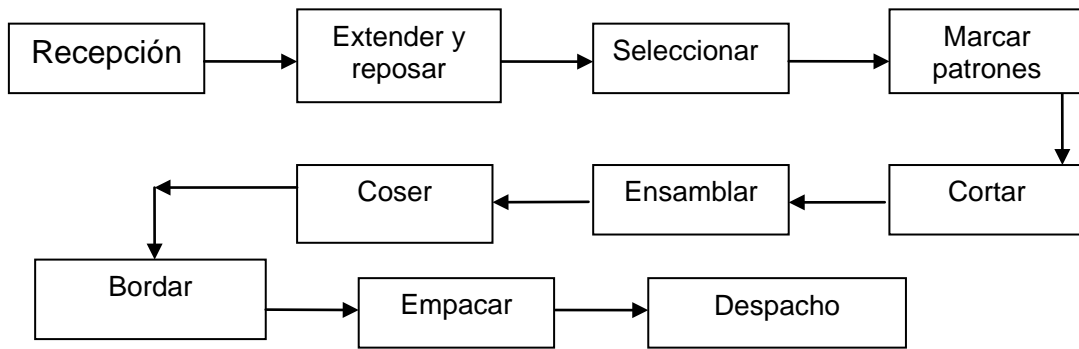 Recepción
Extender y
reposar
Seleccionar
Marcar
patrones
Cortar
Ensamblar
Coser
Bordar
Empacar
Despacho